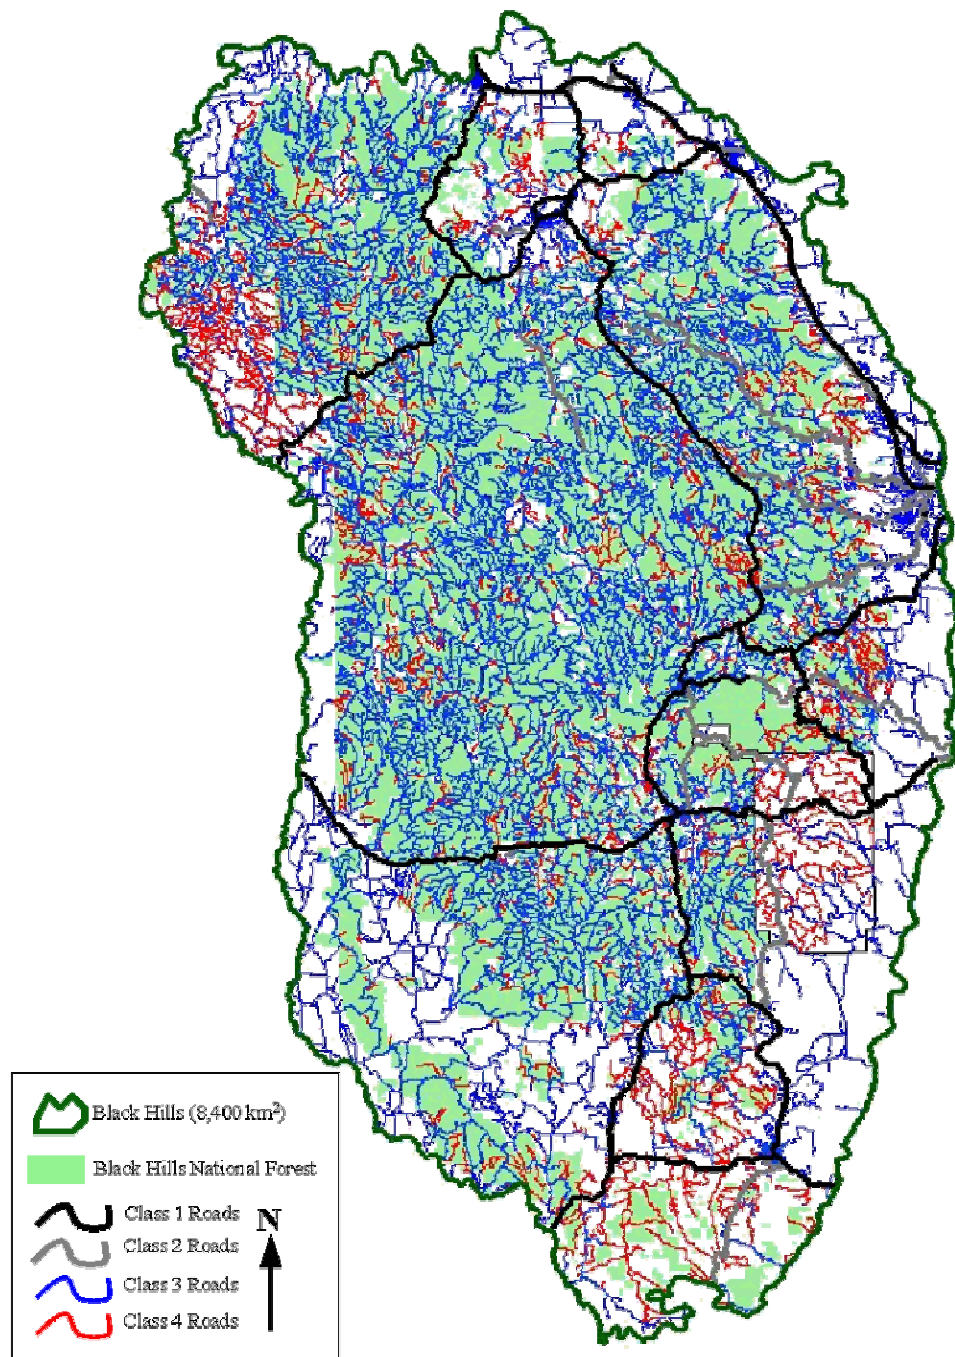 Black Hills (8,400 km²)
Black Hills National Forest
Class 1 Roads
N
Class 2 Roads
Class 3 Roads
Class 4 Roads